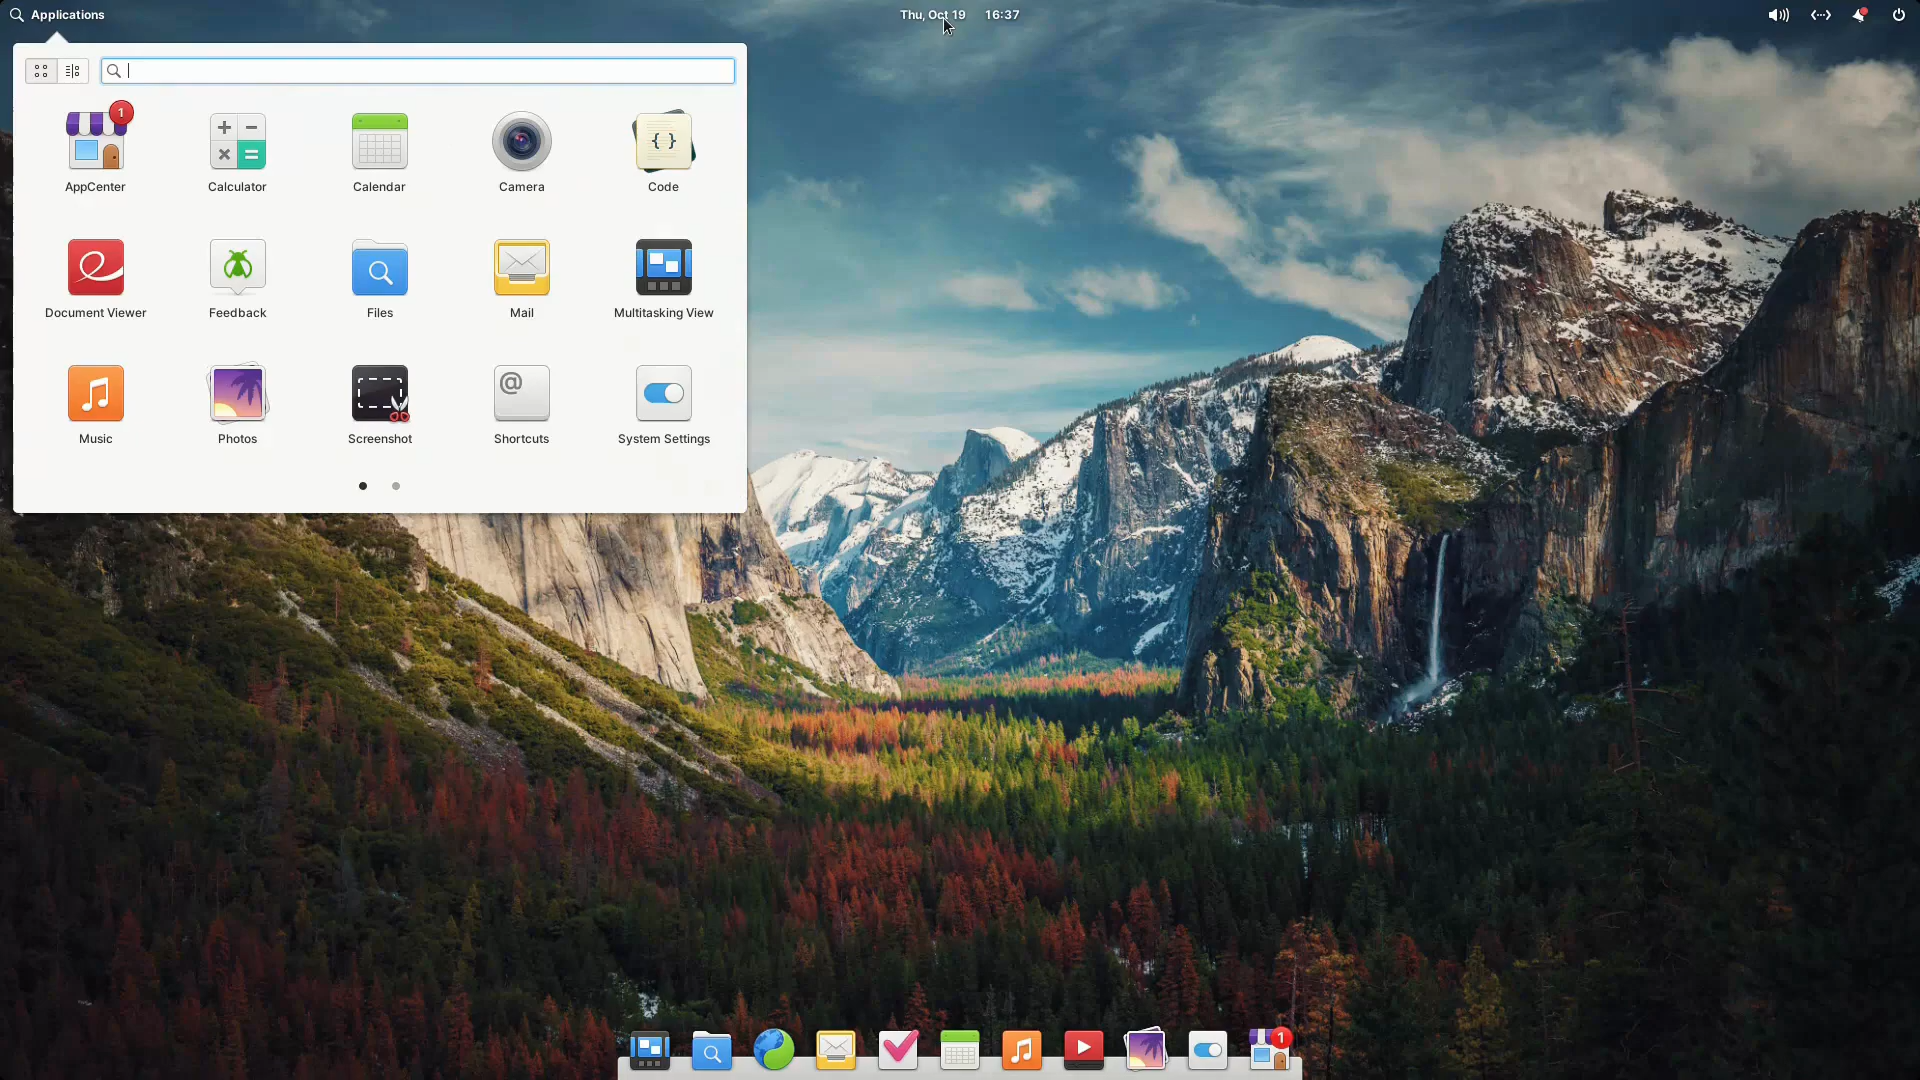 Applications
Thu, Oct 19 16:37
1
AppCenter
Calculator
Calendar
Camera
Code
Document Viewer
Feedback
Files
Mail
Multitasking View
Music
Photos
Screenshot
@
Shortcuts
System Settings
1